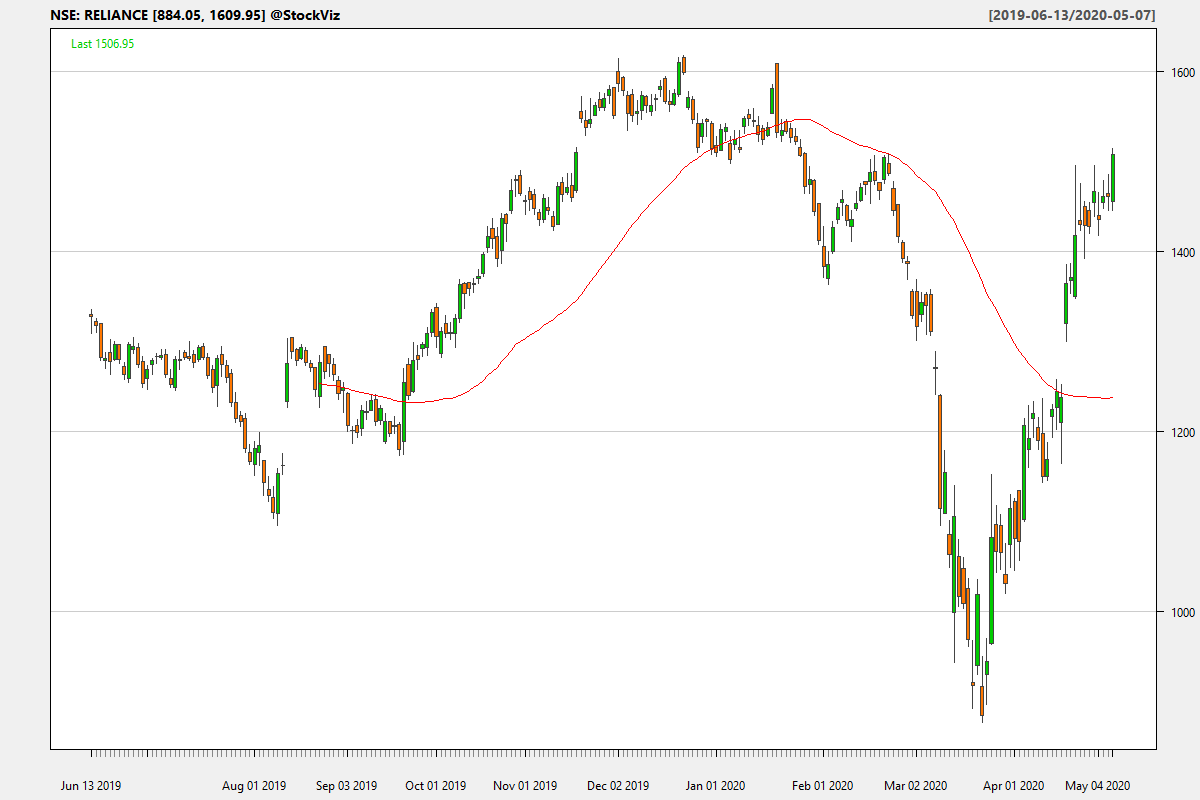 NSE: RELIANCE [884.05, 1609.95] @StockViz [2019-06-13/2020-05-07]
Last 1506.95
1600
1400
1200
1000
Jun 13 2019 Aug 01 2019 Sep 03 2019 Oct 01 2019 Nov 01 2019 Dec 02 2019 Jan 01 2020 Feb 01 2020 Mar 02 2020 Apr 01 2020 May 04 2020